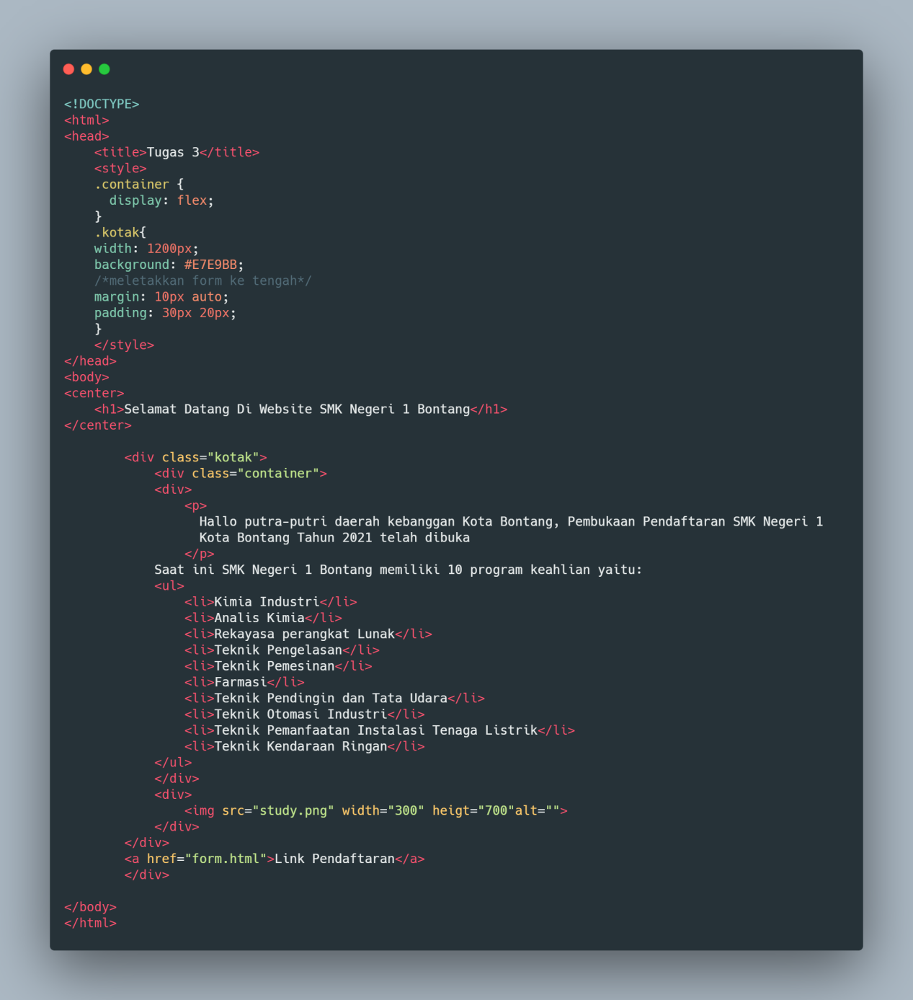 <!DOCTYPE>
<html>
<head>
    <title>Tugas 3</title>
    <style>
    .container {
      display: flex;
    }
    .kotak{
    width: 1200px;
    background: #E7E9BB;
    /*meletakkan form ke tengah*/
    margin: 10px auto;
    padding: 30px 20px;
    }
    </style>
</head>
<body>
<center>
    <h1>Selamat Datang Di Website SMK Negeri 1 Bontang</h1>
</center>

        <div class="kotak">
            <div class="container">
            <div>
                <p>
                  Hallo putra-putri daerah kebanggan Kota Bontang, Pembukaan Pendaftaran SMK Negeri 1
                  Kota Bontang Tahun 2021 telah dibuka
                </p>
            Saat ini SMK Negeri 1 Bontang memiliki 10 program keahlian yaitu:
            <ul>
                <li>Kimia Industri</li>
                <li>Analis Kimia</li>
                <li>Rekayasa perangkat Lunak</li>
                <li>Teknik Pengelasan</li>
                <li>Teknik Pemesinan</li>
                <li>Farmasi</li>
                <li>Teknik Pendingin dan Tata Udara</li>
                <li>Teknik Otomasi Industri</li>
                <li>Teknik Pemanfaatan Instalasi Tenaga Listrik</li>
                <li>Teknik Kendaraan Ringan</li>
            </ul>
            </div>
            <div>
                <img src="study.png" width="300" heigt="700"alt="">
            </div>
        </div>
        <a href="form.html">Link Pendaftaran</a>
        </div>

</body>
</html>